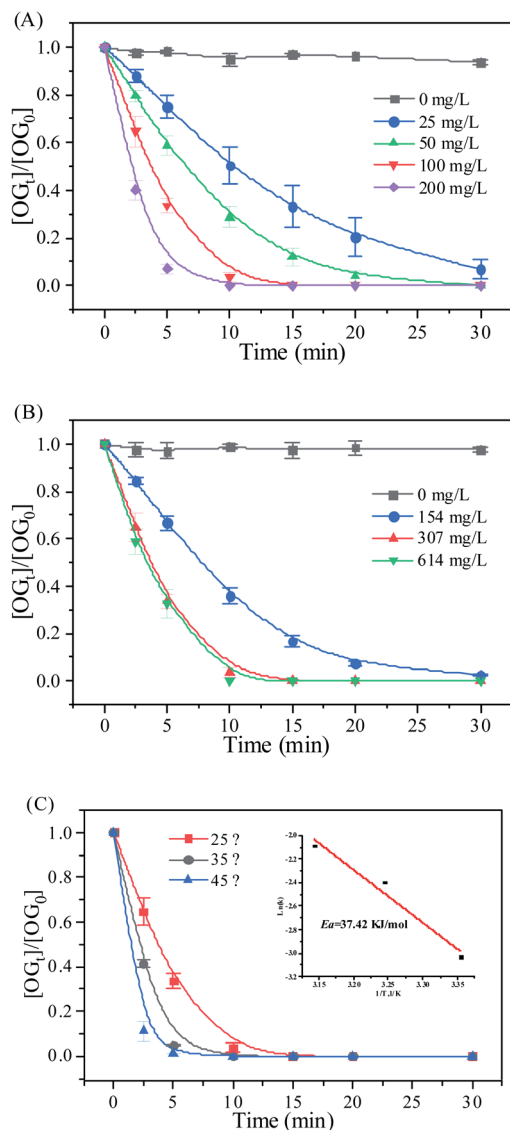 (A)
[OGt]/[OG0]
1.0
0.8
0.6
0.4
0.2
0.0
0 mg/L
25 mg/L
50 mg/L
100 mg/L
200 mg/L
0 5 10 15 20 25 30
Time (min)
(B)
[OGt]/[OG0]
1.0
0.8
0.6
0.4
0.2
0.0
0 mg/L
154 mg/L
307 mg/L
614 mg/L
0 5 10 15 20 25 30
Time (min)
(C)
[OGt]/[OG0]
1.0
0.8
0.6
0.4
0.2
0.0
25 ?
35 ?
45 ?
Ln(k)
-2.0
-2.2
-2.4
-2.6
-2.8
-3.0
-3.2
Ea=37.42 KJ/mol
3.15 3.20 3.25 3.30 3.35
1/T,1/K
0 5 10 15 20 25 30
Time (min)